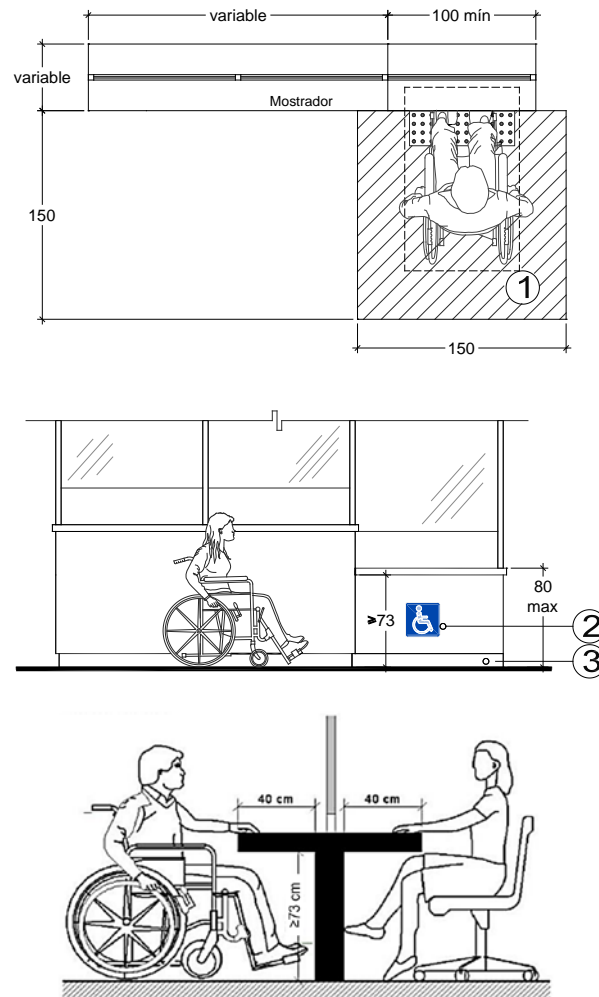 variable
100 mín
variable
Mostrador
150
1
150
≥73
80
max
2
3
40 cm
40 cm
≥73 cm